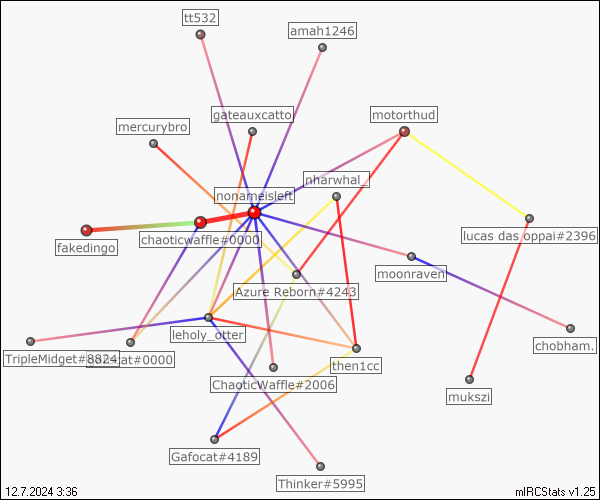 tt532
amah1246
gateauxcatto
motorthud
mercurybro
nharwhal_
nonameisleft
chaoticwaffle#0000
lucas das oppai#2396
fakedingo
moonraven
Azure Reborn#4243
leholy_otter
chobham.
TripleMidget#8824
at#0000
then1cc
ChaoticWaffle#2006
mukszi
Gafocat#4189
Thinker#5995
12.7.2024 3:36
mIRCStats v1.25